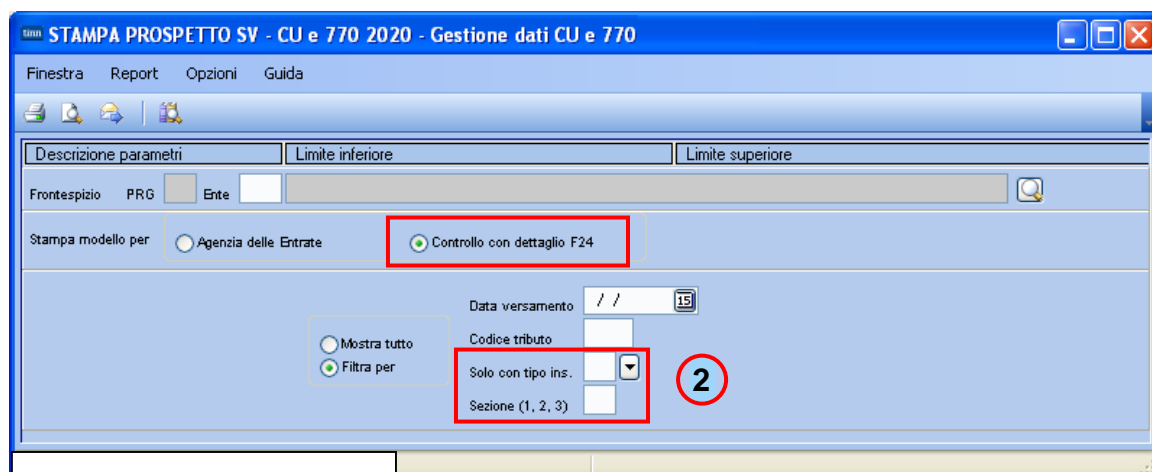 tinn STAMPA PROSPETTO SV - CU e 770 2020 - Gestione dati CU e 770
Finestra Report Opzioni Guida
Descrizione parametri Limite inferiore Limite superiore
Frontespizio PRG Ente
Stampa modello per Agenzia delle Entrate Controllo con dettaglio F24
Data versamento / / 15
Mostra tutto Codice tributo
Filtra per Solo con tipo ins. 2
Sezione (1, 2, 3)